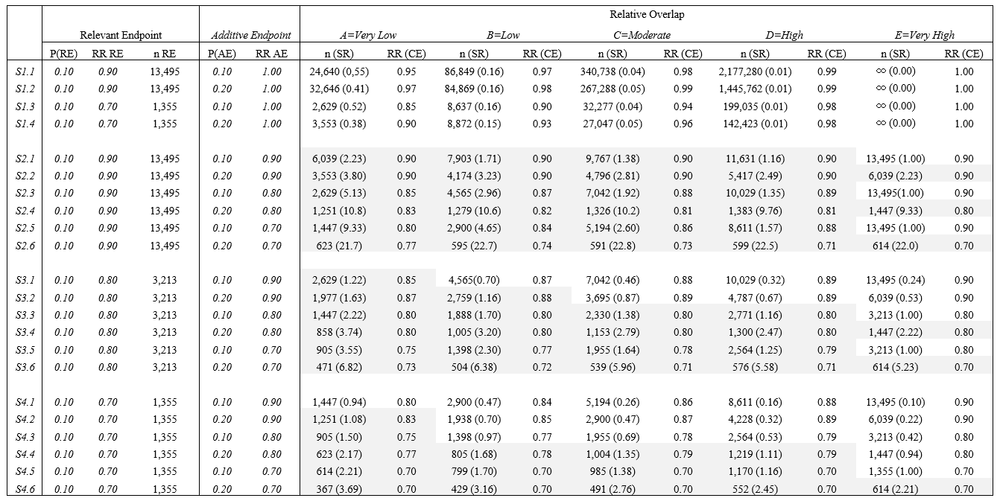 Relative Overlap
Relevant Endpoint Additive Endpoint A=Very Low B=Low C=Moderate D=High E=Very High
P(RE) RR RE n RE P(AE) RR AE n (SR) RR (CE) n (SR) RR (CE) n (SR) RR (CE) n (SR) RR (CE) n (SR) RR (CE)
S1.1 0.10 0.90 13,495 0.10 1.00 24,640 (0,55) 0.95 86,849 (0.16) 0.97 340,738 (0.04) 0.98 2,177,280 (0.01) 0.99 ∞ (0.00) 1.00
S1.2 0.10 0.90 13,495 0.20 1.00 32,646 (0.41) 0.97 84,869 (0.16) 0.98 267,288 (0.05) 0.99 1,445,762 (0.01) 0.99 ∞ (0.00) 1.00
S1.3 0.10 0.70 1,355 0.10 1.00 2,629 (0.52) 0.85 8,637 (0.16) 0.90 32,277 (0.04) 0.94 199,035 (0.01) 0.98 ∞ (0.00) 1.00
S1.4 0.10 0.70 1,355 0.20 1.00 3,553 (0.38) 0.90 8,872 (0.15) 0.93 27,047 (0.05) 0.96 142,423 (0.01) 0.98 ∞ (0.00) 1.00
S2.1 0.10 0.90 13,495 0.10 0.90 6,039 (2.23) 0.90 7,903 (1.71) 0.90 9,767 (1.38) 0.90 11,631 (1.16) 0.90 13,495 (1.00) 0.90
S2.2 0.10 0.90 13,495 0.20 0.90 3,553 (3.80) 0.90 4,174 (3.23) 0.90 4,796 (2.81) 0.90 5,417 (2.49) 0.90 6,039 (2.23) 0.90
S2.3 0.10 0.90 13,495 0.10 0.80 2,629 (5.13) 0.85 4,565 (2.96) 0.87 7,042 (1.92) 0.88 10,029 (1.35) 0.89 13,495(1.00) 0.90
S2.4 0.10 0.90 13,495 0.20 0.80 1,251 (10.8) 0.83 1,279 (10.6) 0.82 1,326 (10.2) 0.81 1,383 (9.76) 0.81 1,447 (9.33) 0.80
S2.5 0.10 0.90 13,495 0.10 0.70 1,447 (9.33) 0.80 2,900 (4.65) 0.84 5,194 (2.60) 0.86 8,611 (1.57) 0.88 13,495 (1.00) 0.90
S2.6 0.10 0.90 13,495 0.20 0.70 623 (21.7) 0.77 595 (22.7) 0.74 591 (22.8) 0.73 599 (22.5) 0.71 614 (22.0) 0.70
S3.1 0.10 0.80 3,213 0.10 0.90 2,629 (1.22) 0.85 4,565(0.70) 0.87 7,042 (0.46) 0.88 10,029 (0.32) 0.89 13,495 (0.24) 0.90
S3.2 0.10 0.80 3,213 0.20 0.90 1,977 (1.63) 0.87 2,759 (1.16) 0.88 3,695 (0.87) 0.89 4,787 (0.67) 0.89 6,039 (0.53) 0.90
S3.3 0.10 0.80 3,213 0.10 0.80 1,447 (2.22) 0.80 1,888 (1.70) 0.80 2,330 (1.38) 0.80 2,771 (1.16) 0.80 3,213 (1.00) 0.80
S3.4 0.10 0.80 3,213 0.20 0.80 858 (3.74) 0.80 1,005 (3.20) 0.80 1,153 (2.79) 0.80 1,300 (2.47) 0.80 1,447 (2.22) 0.80
S3.5 0.10 0.80 3,213 0.10 0.70 905 (3.55) 0.75 1,398 (2.30) 0.77 1,955 (1.64) 0.78 2,564 (1.25) 0.79 3,213 (1.00) 0.80
S3.6 0.10 0.80 3,213 0.20 0.70 471 (6.82) 0.73 504 (6.38) 0.72 539 (5.96) 0.71 576 (5.58) 0.71 614 (5.23) 0.70
S4.1 0.10 0.70 1,355 0.10 0.90 1,447 (0.94) 0.80 2,900 (0.47) 0.84 5,194 (0.26) 0.86 8,611 (0.16) 0.88 13,495 (0.10) 0.90
S4.2 0.10 0.70 1,355 0.20 0.90 1,251 (1.08) 0.83 1,938 (0.70) 0.85 2,900 (0.47) 0.87 4,228 (0.32) 0.89 6,039 (0.22) 0.90
S4.3 0.10 0.70 1,355 0.10 0.80 905 (1.50) 0.75 1,398 (0.97) 0.77 1,955 (0.69) 0.78 2,564 (0.53) 0.79 3,213 (0.42) 0.80
S4.4 0.10 0.70 1,355 0.20 0.80 623 (2.17) 0.77 805 (1.68) 0.78 1,004 (1.35) 0.79 1,219 (1.11) 0.79 1,447 (0.94) 0.80
S4.5 0.10 0.70 1,355 0.10 0.70 614 (2.21) 0.70 799 (1.70) 0.70 985 (1.38) 0.70 1,170 (1.16) 0.70 1,355 (1.00) 0.70
S4.6 0.10 0.70 1,355 0.20 0.70 367 (3.69) 0.70 429 (3.16) 0.70 491 (2.76) 0.70 552 (2.45) 0.70 614 (2.21) 0.70